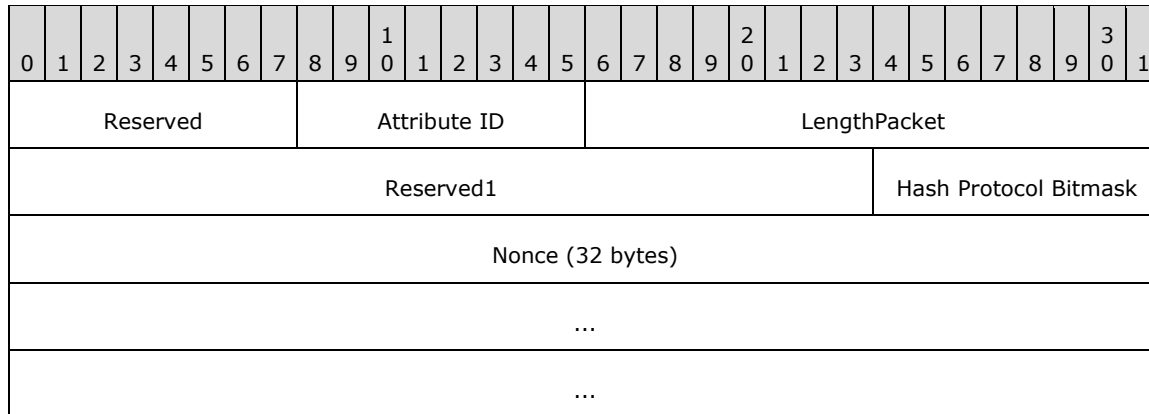 1 2 3
0 1 2 3 4 5 6 7 8 9 0 1 2 3 4 5 6 7 8 9 0 1 2 3 4 5 6 7 8 9 0 1
Reserved Attribute ID LengthPacket
Reserved1 Hash Protocol Bitmask
Nonce (32 bytes)
...
...